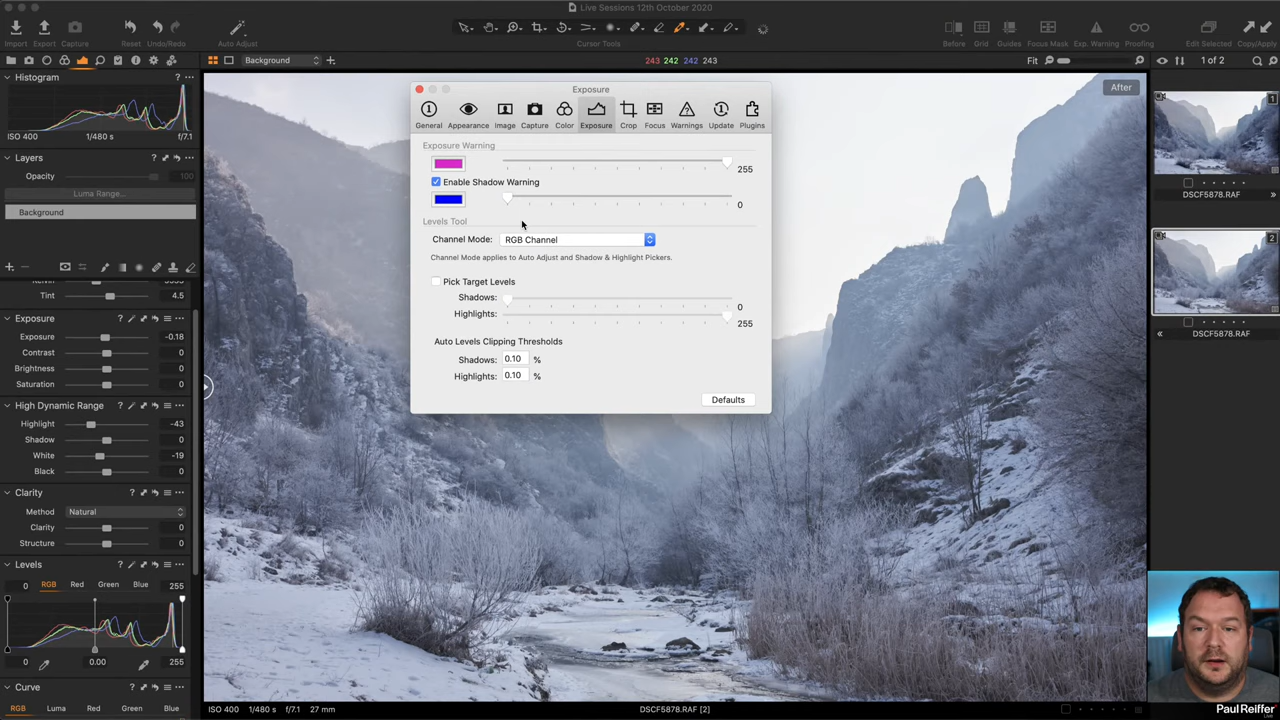 Live Sessions 12th October 2020
Import Export Capture Reset Undo/Redo Auto Adjust Cursor Tools Before Grid Guides Focus Mask Exp. Warning Proofing Edit Selected Copy/Apply
Background 243 242 242 243 Fit 1 of 2
Histogram
ISO 400 1/480 s f/7.1
Layers
Opacity 100
Luma Range...
Background
Tint 4.5
Exposure
Exposure -0.18
Contrast 0
Brightness 0
Saturation 0
High Dynamic Range
Highlight -43
Shadow 0
White -19
Black 0
Clarity
Method Natural
Clarity 0
Structure 0
Levels
0 RGB Red Green Blue 255
0 0.00 255
Curve
RGB Luma Red Green Blue
Exposure
General Appearance Image Capture Color Exposure Crop Focus Warnings Update Plugins
Exposure Warning
255
Enable Shadow Warning
0
Levels Tool
Channel Mode: RGB Channel
Channel Mode applies to Auto Adjust and Shadow & Highlight Pickers.
Pick Target Levels
Shadows: 0
Highlights: 255
Auto Levels Clipping Thresholds
Shadows: 0.10 %
Highlights: 0.10 %
Defaults
After
1
DSCF5878.RAF
2
DSCF5878.RAF
ISO 400 1/480 s f/7.1 27 mm DSCF5878.RAF [2]
Paul Reiffer
Live